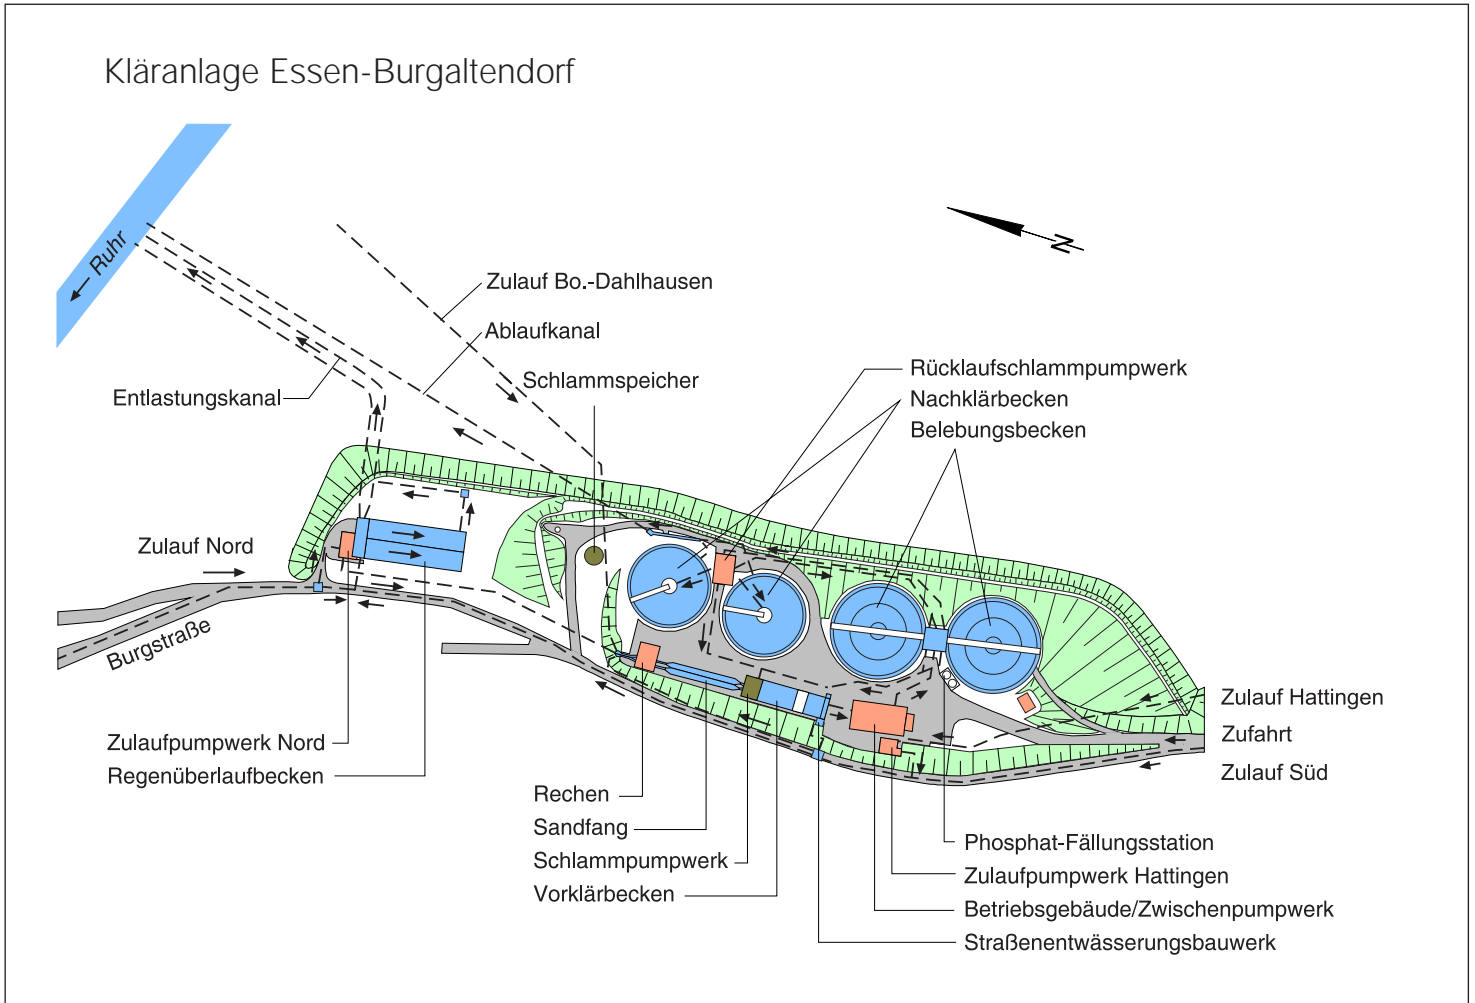 Kläranlage Essen-Burgaltendorf
Ruhr
N
Zulauf Bo.-Dahlhausen
Ablaufkanal
Schlammspeicher
Entlastungskanal
Rücklaufschlammpumpwerk
Nachklärbecken
Belebungsbecken
Zulauf Nord
Burgstraße
Zulaufpumpwerk Nord
Regenüberlaufbecken
Zulauf Hattingen
Zufahrt
Zulauf Süd
Rechen
Sandfang
Schlammpumpwerk
Vorklärbecken
Phosphat-Fällungsstation
Zulaufpumpwerk Hattingen
Betriebsgebäude/Zwischenpumpwerk
Straßenentwässerungsbauwerk